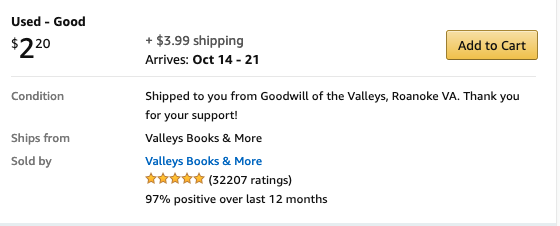 Used - Good
$2.20 + $3.99 shipping Add to Cart
Arrives: Oct 14 - 21
Condition Shipped to you from Goodwill of the Valleys, Roanoke VA. Thank you
for your support!
Ships from Valleys Books & More
Sold by Valleys Books & More
(32207 ratings)
97% positive over last 12 months